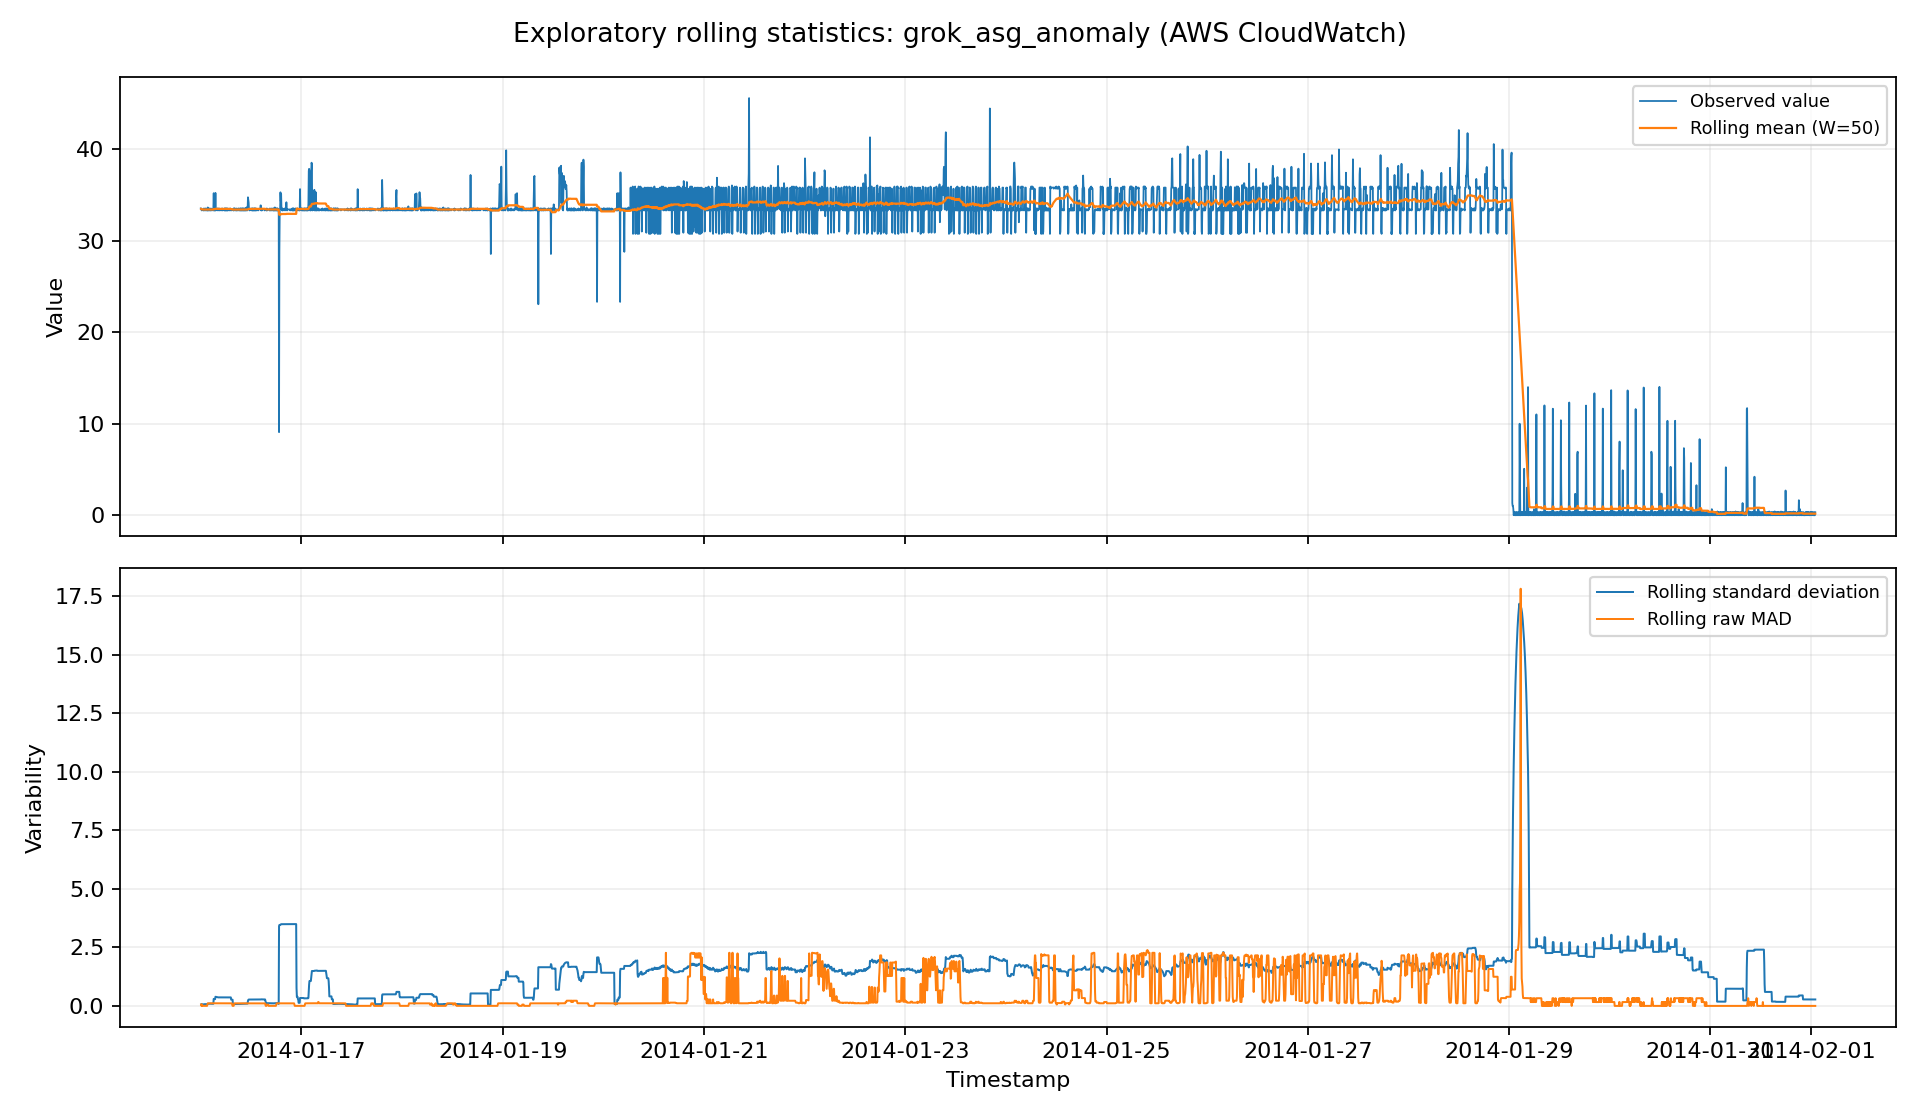 Exploratory rolling statistics: grok_asg_anomaly (AWS CloudWatch)
Observed value
Rolling mean (W=50)
Value
40
30
20
10
0
Rolling standard deviation
Rolling raw MAD
Variability
17.5
15.0
12.5
10.0
7.5
5.0
2.5
0.0
2014-01-17
2014-01-19
2014-01-21
2014-01-23
2014-01-25
2014-01-27
2014-01-29
2014-01-31
2014-02-01
Timestamp